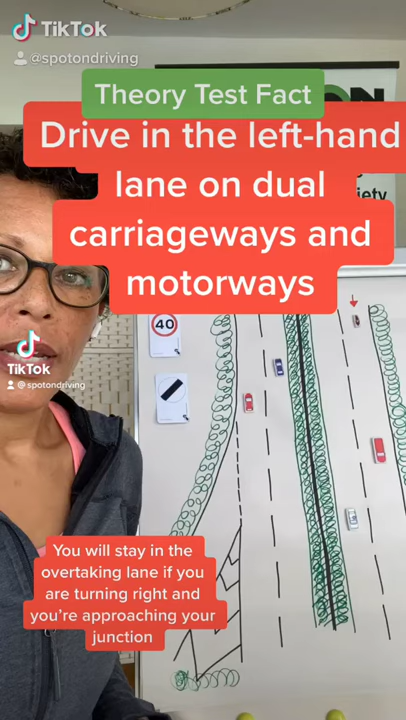 TikTok
@spotondriving
Theory Test Fact
Drive in the left-hand
lane on dual
carriageways and
motorways
40
TikTok
@spotondriving
You will stay in the
overtaking lane if you
are turning right and
you're approaching your
junction